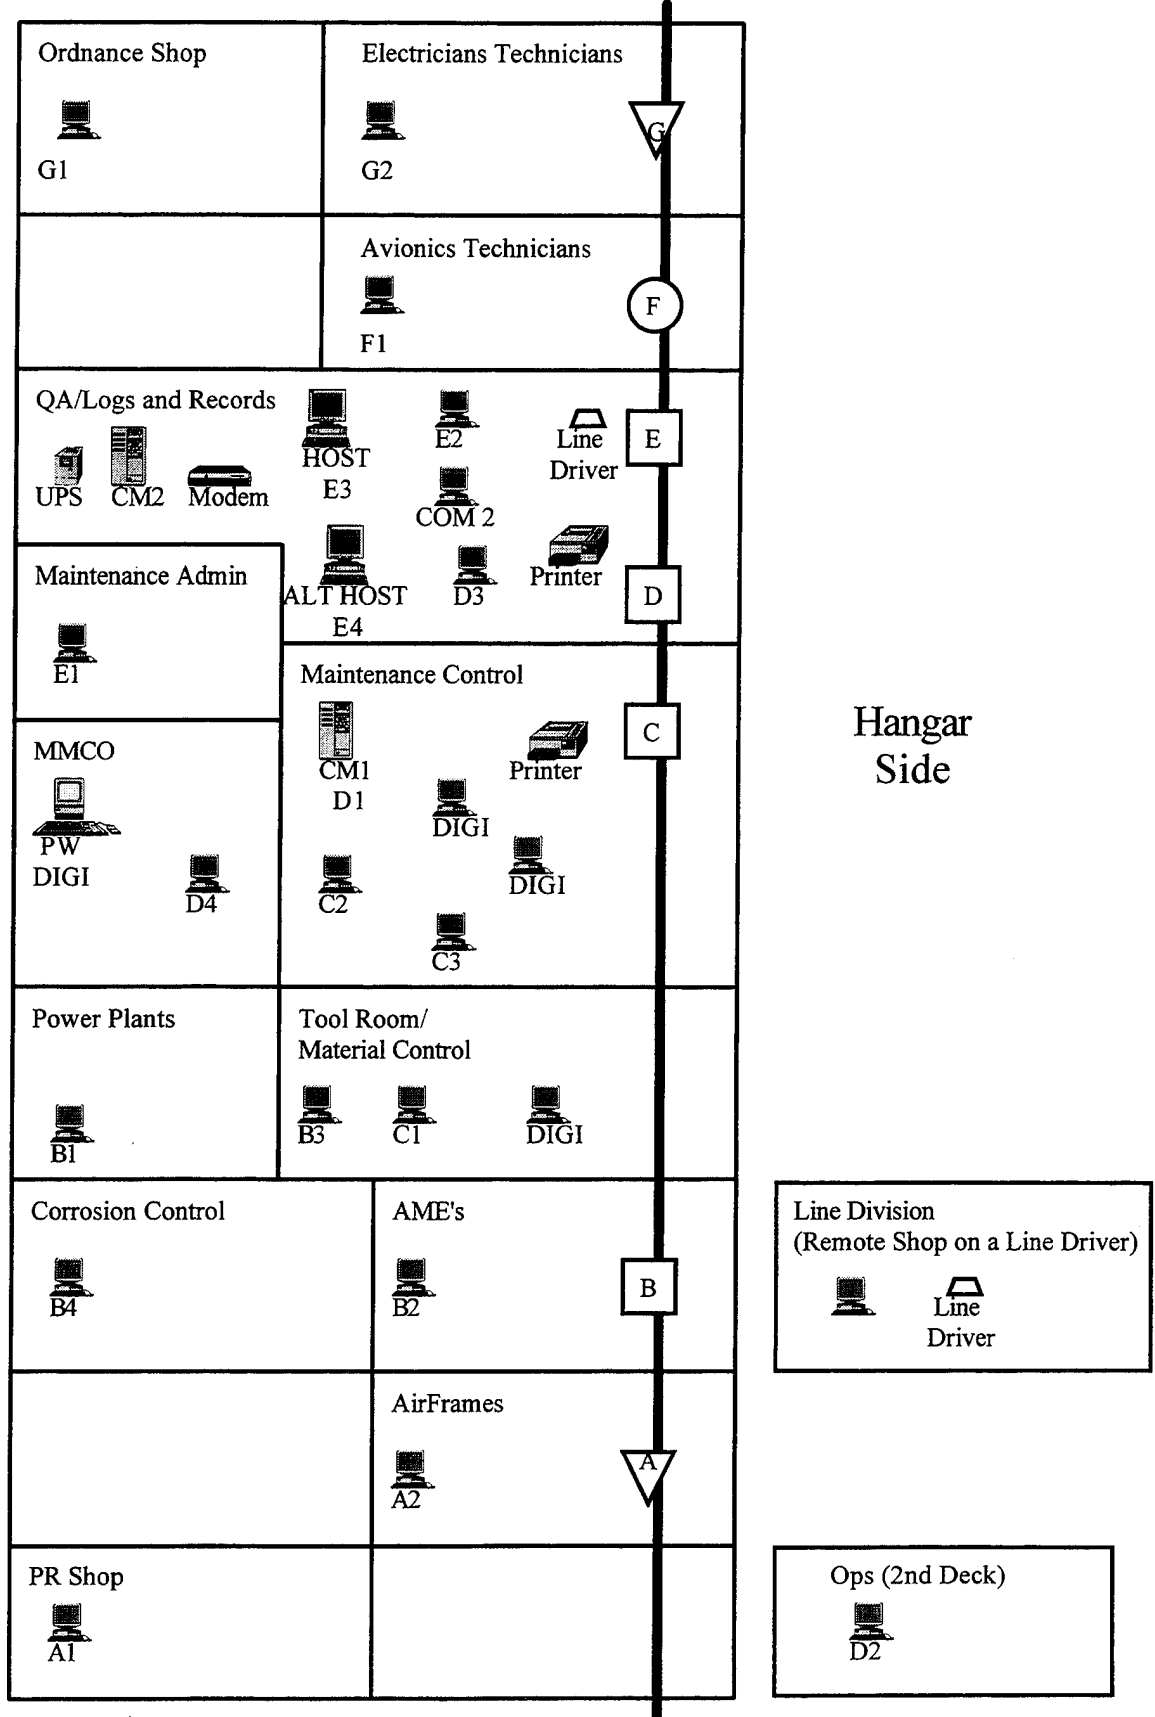 Ordnance Shop
G1
Electricians Technicians
G2
G
Avionics Technicians
F1
F
QA/Logs and Records
UPS
CM2
Modem
HOST
E3
E2
COM 2
Line
Driver
E
ALT HOST
E4
D3
Printer
D
Maintenance Admin
E1
Maintenance Control
CM1
D1
Printer
DIGI
DIGI
C2
C3
C
Hangar
Side
MMCO
PW
DIGI
D4
Power Plants
B1
Tool Room/
Material Control
B3
C1
DIGI
Corrosion Control
B4
AME's
B2
B
Line Division
(Remote Shop on a Line Driver)
Line
Driver
AirFrames
A2
A
PR Shop
A1
Ops (2nd Deck)
D2